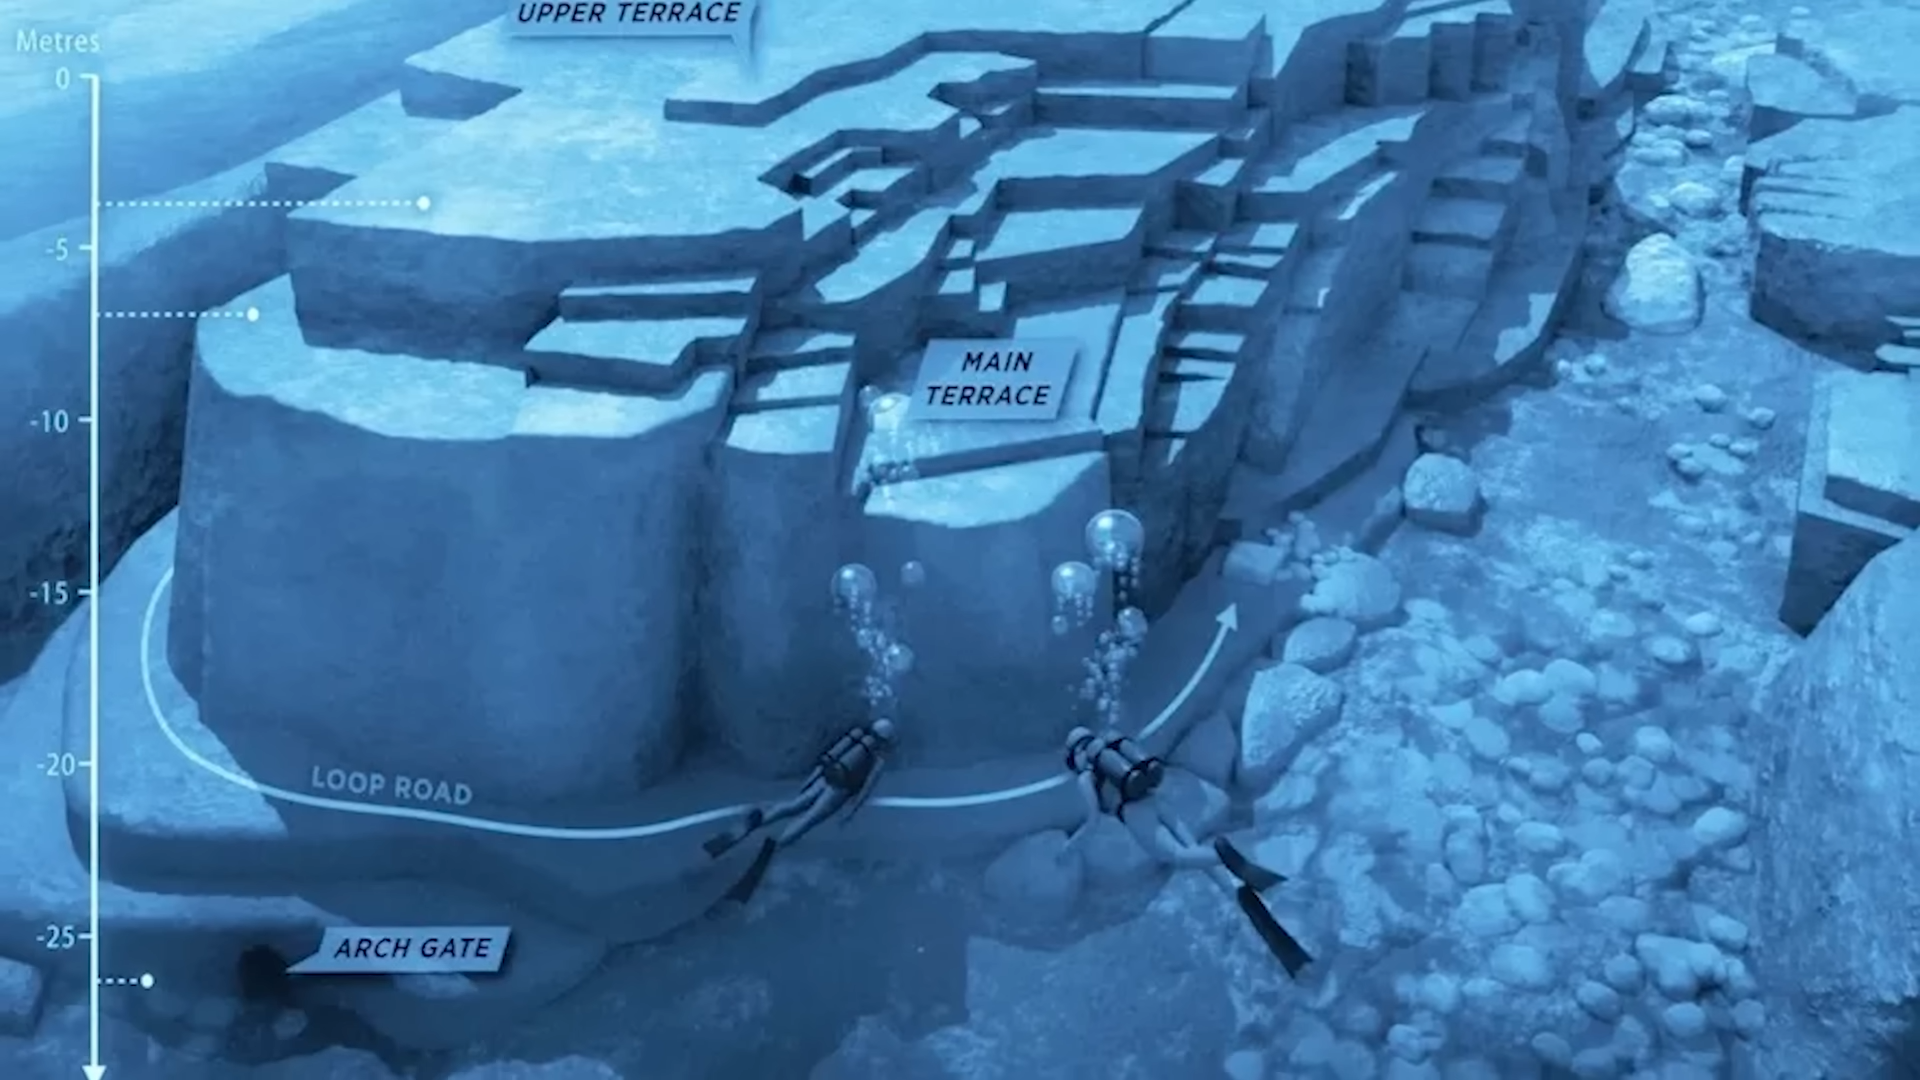 UPPER TERRACE
Metres
0
-5
MAIN
TERRACE
-10
-15
-20
LOOP ROAD
-25
ARCH GATE